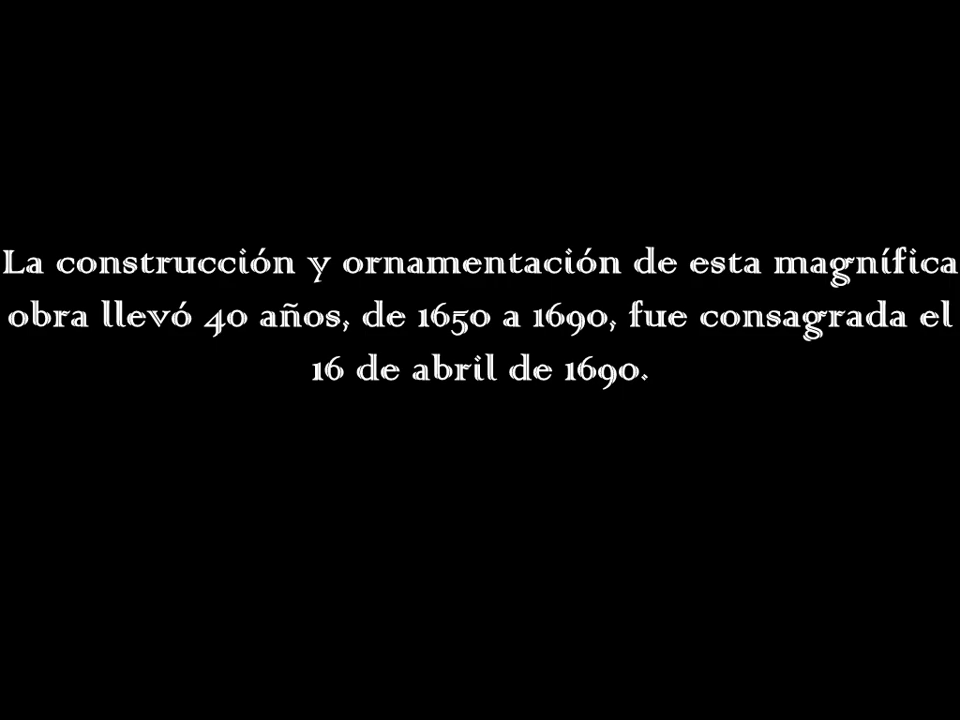 La construcción y ornamentación de esta magnífica
obra llevó 40 años, de 1650 a 1690, fue consagrada el
16 de abril de 1690.